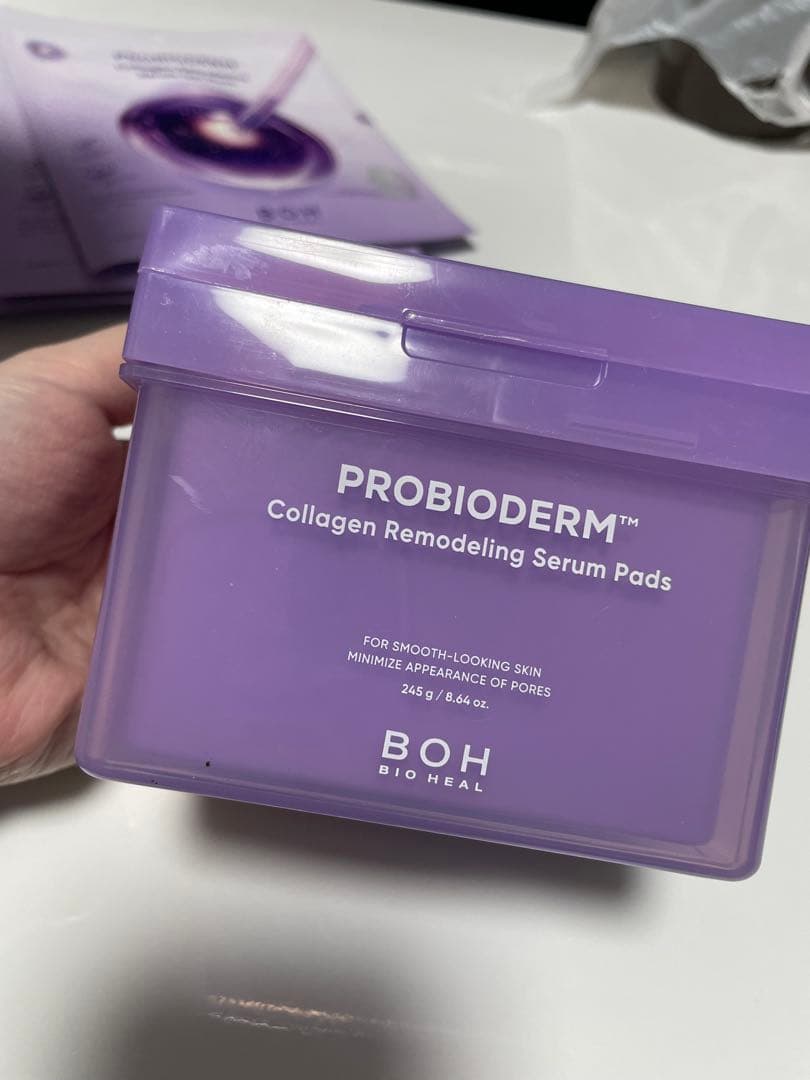 BOH
PROBIODERM™
Collagen Remodeling Serum Pads
FOR SMOOTH-LOOKING SKIN
MINIMIZE APPEARANCE OF PORES
245 g / 8.64 oz.
BOH
BIO HEAL